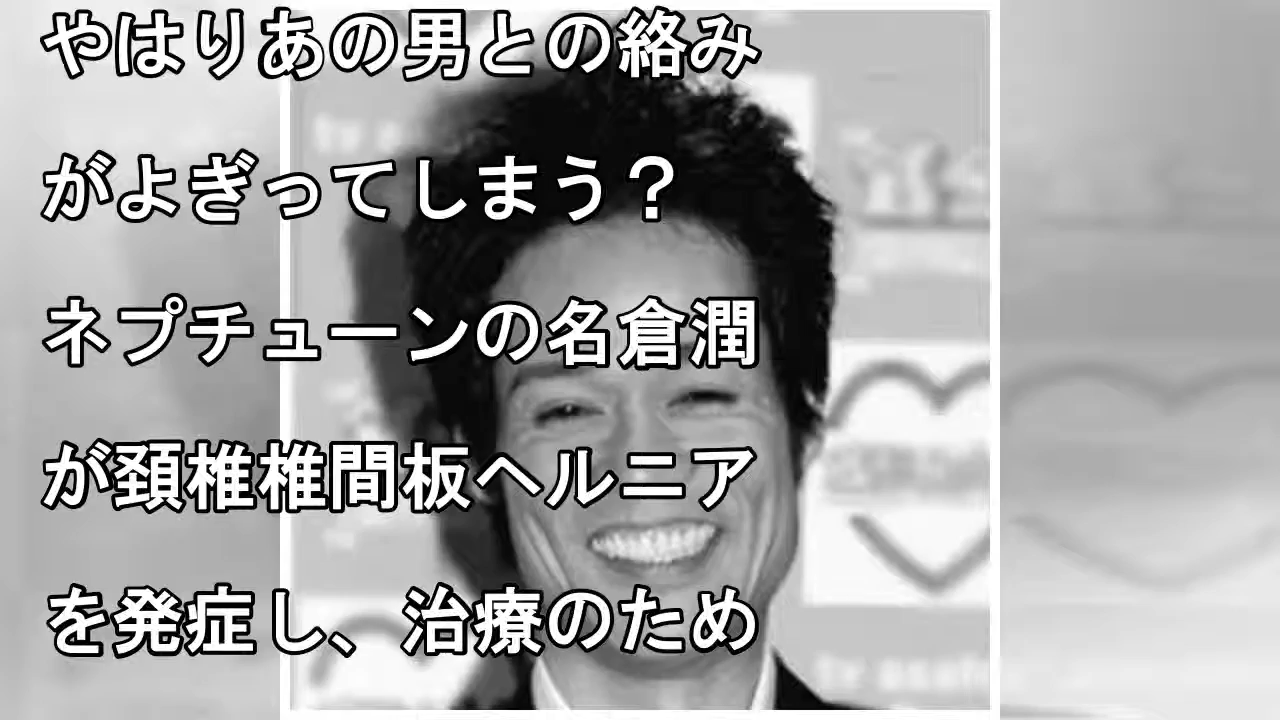 やはりあの男との絡み
がよぎってしまう？
ネプチューンの名倉潤
が頚椎椎間板ヘルニア
を発症し、治療のため